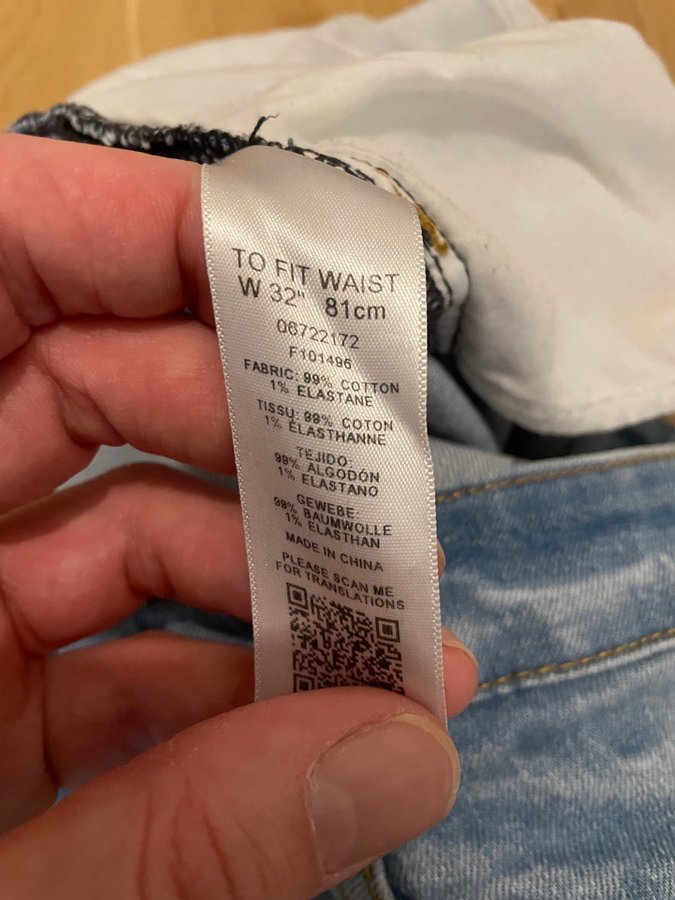 TO FIT WAIST
W 32" 81cm
06722172
F101496
FABRIC: 99% COTTON
1% ELASTANE
TISSU: 99% COTON
1% ÉLASTHANNE
TEJIDO:
99% ALGODÓN
1% ELASTANO
GEWEBE:
99% BAUMWOLLE
1% ELASTHAN
MADE IN CHINA
PLEASE SCAN ME
FOR TRANSLATIONS